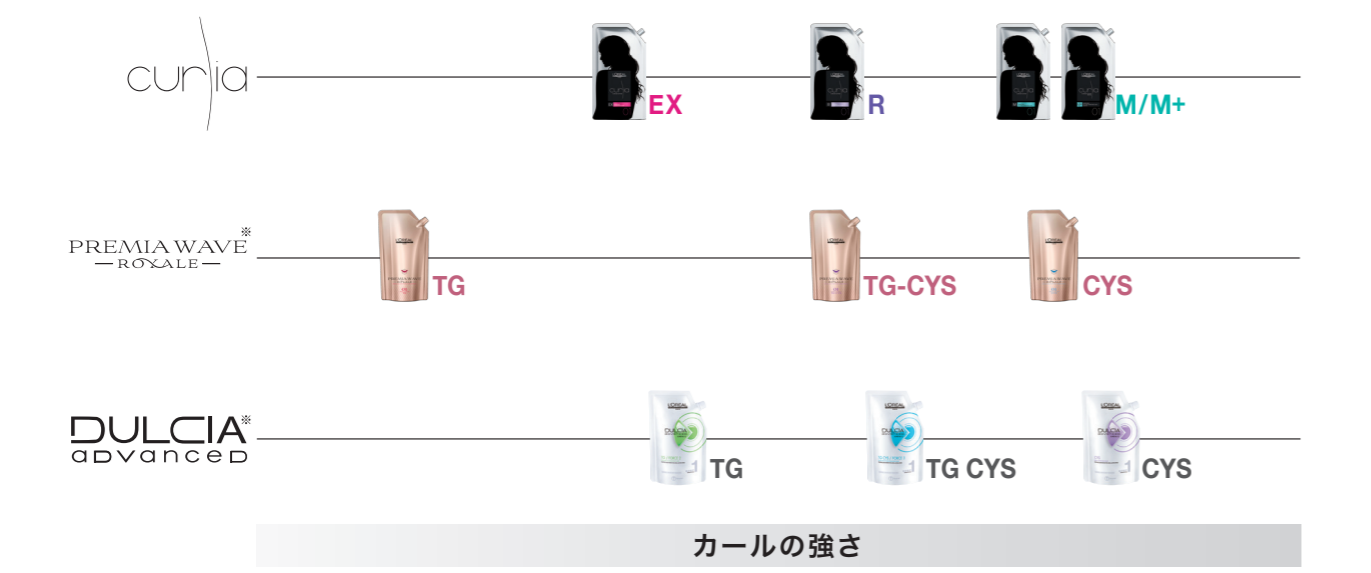 curlia
EX
R
M/M+
PREMIA WAVE※
ROYALE
TG
TG-CYS
CYS
DULCIA※
advanced
TG
TG CYS
CYS
カールの強さ